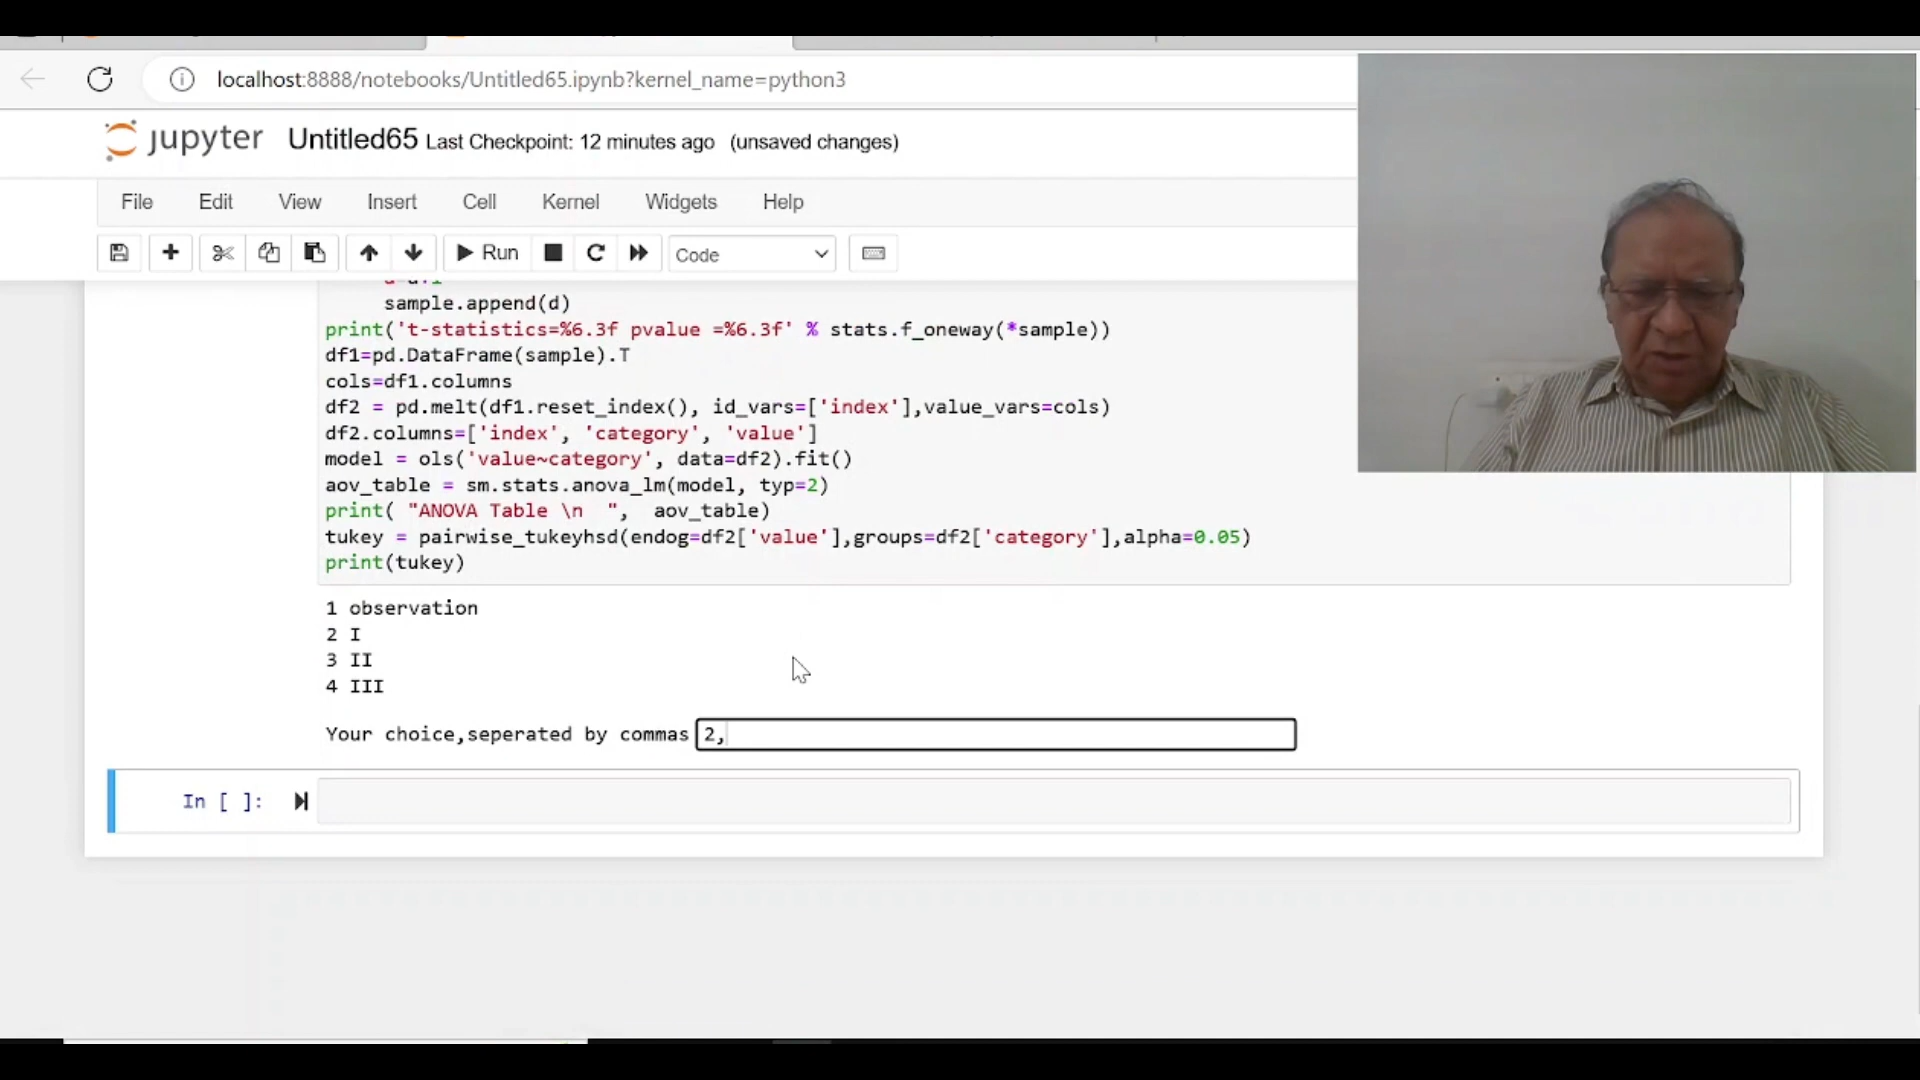 localhost:8888/notebooks/Untitled65.ipynb?kernel_name=python3
jupyter Untitled65 Last Checkpoint: 12 minutes ago (unsaved changes)
File Edit View Insert Cell Kernel Widgets Help
Run Code
sample.append(d)
print('t-statistics=%6.3f pvalue =%6.3f' % stats.f_oneway(*sample))
df1=pd.DataFrame(sample).T
cols=df1.columns
df2 = pd.melt(df1.reset_index(), id_vars=['index'],value_vars=cols)
df2.columns=['index', 'category', 'value']
model = ols('value~category', data=df2).fit()
aov_table = sm.stats.anova_lm(model, typ=2)
print( "ANOVA Table \n  ",  aov_table)
tukey = pairwise_tukeyhsd(endog=df2['value'],groups=df2['category'],alpha=0.05)
print(tukey)
1 observation
2 I
3 II
4 III
Your choice,seperated by commas 2,
In [ ]: